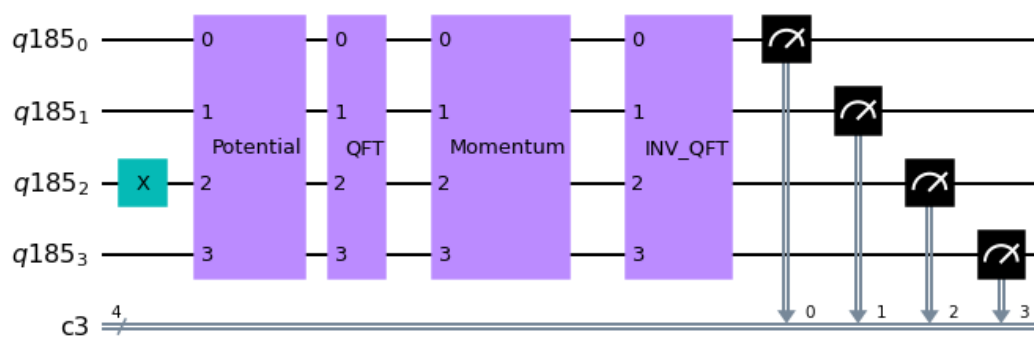 q185₀ 0 0 0 0
q185₁ 1 1 1 1
Potential QFT Momentum INV_QFT
q185₂ X 2 2 2 2
q185₃ 3 3 3 3
c3 4 0 1 2 3